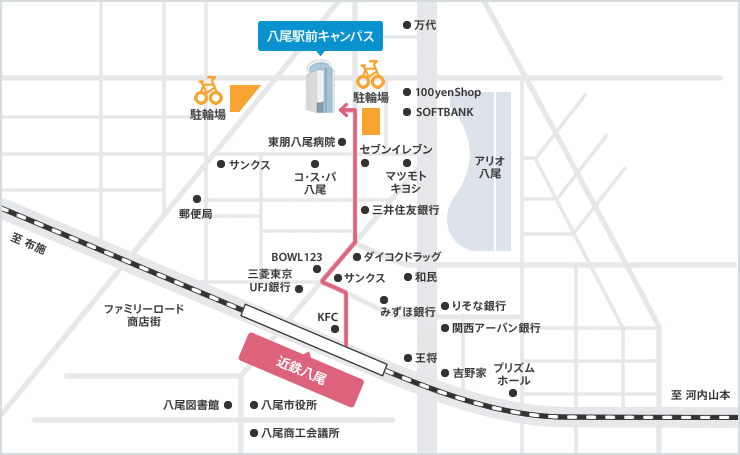 万代
八尾駅前キャンパス
100yenShop
駐輪場
駐輪場
SOFTBANK
東朋八尾病院
セブンイレブン
サンクス
コ・ス・パ
八尾
マツモト
キヨシ
アリオ
八尾
郵便局
三井住友銀行
至 布施
BOWL123
ダイコクドラッグ
三菱東京
UFJ銀行
サンクス
和民
ファミリーロード
商店街
KFC
みずほ銀行
りそな銀行
関西アーバン銀行
近鉄八尾
王将
吉野家
プリズム
ホール
至 河内山本
八尾図書館
八尾市役所
八尾商工会議所